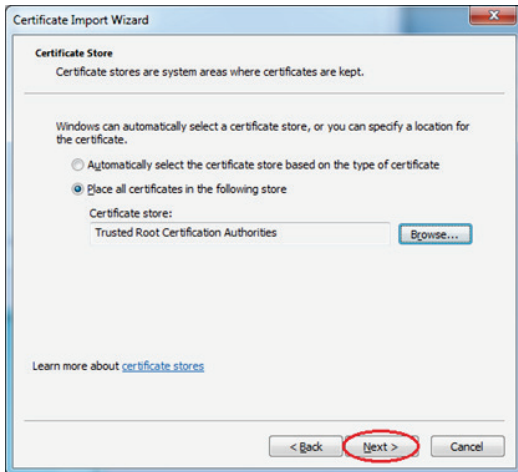 Certificate Import Wizard
Certificate Store
Certificate stores are system areas where certificates are kept.
Windows can automatically select a certificate store, or you can specify a location for
the certificate.
Automatically select the certificate store based on the type of certificate
Place all certificates in the following store
Certificate store:
Trusted Root Certification Authorities
Browse...
Learn more about certificate stores
< Back
Next >
Cancel